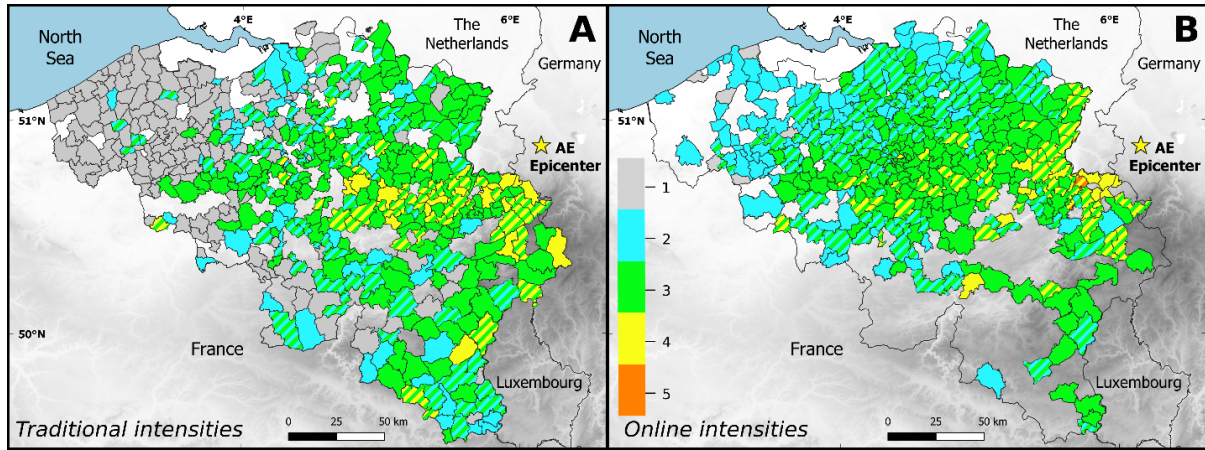 4°E
6°E
A
North
Sea
The
Netherlands
Germany
51°N
AE
Epicenter
50°N
France
Luxembourg
0
25
50 km
Traditional intensities
1
2
3
4
5
4°E
6°E
B
North
Sea
The
Netherlands
Germany
51°N
AE
Epicenter
50°N
France
Luxembourg
0
25
50 km
Online intensities